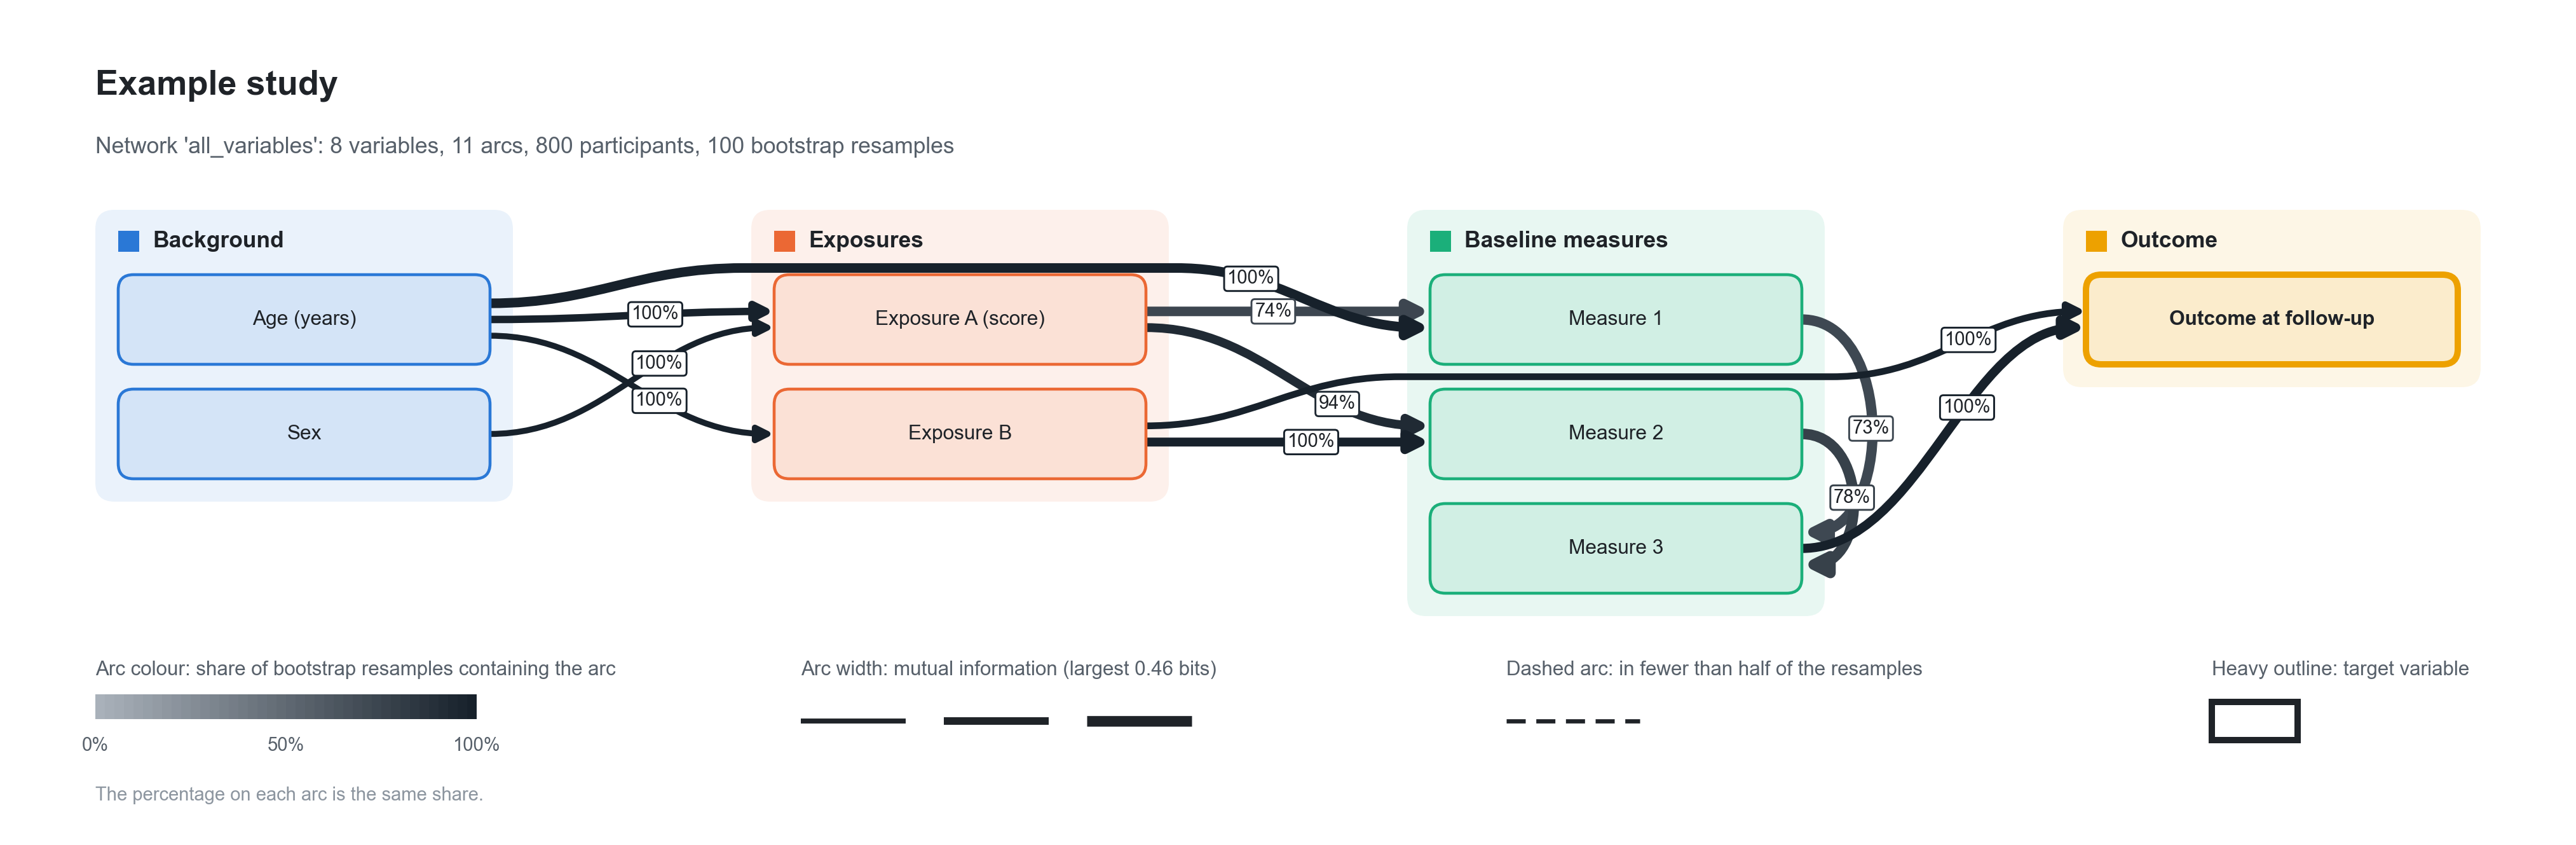 Example study
Network 'all_variables': 8 variables, 11 arcs, 800 participants, 100 bootstrap resamples
Background
Exposures
Baseline measures
Outcome
Age (years)
Sex
Exposure A (score)
Exposure B
Measure 1
Measure 2
Measure 3
Outcome at follow-up
100%
100%
100%
100%
74%
94%
100%
73%
78%
100%
100%
Arc colour: share of bootstrap resamples containing the arc
0%
50%
100%
Arc width: mutual information (largest 0.46 bits)
Dashed arc: in fewer than half of the resamples
Heavy outline: target variable
The percentage on each arc is the same share.